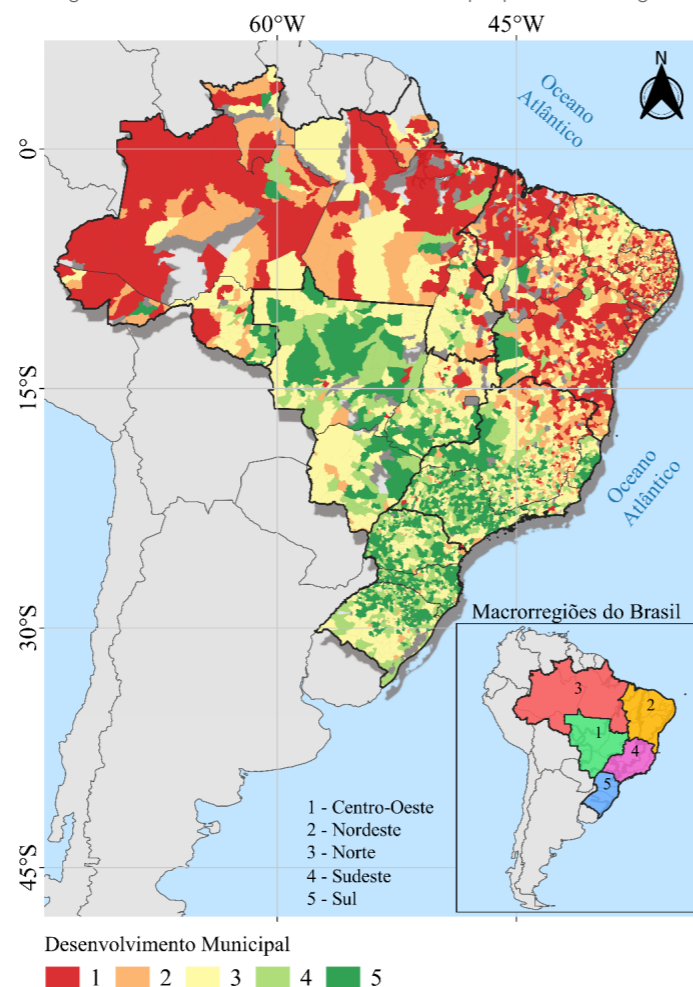 60°W 45°W
N
Oceano
Atlântico
0°
15°S
Oceano
Atlântico
30°S
Macrorregiões do Brasil
3
2
1
4
5
1 - Centro-Oeste
2 - Nordeste
3 - Norte
4 - Sudeste
5 - Sul
45°S
Desenvolvimento Municipal
1 2 3 4 5